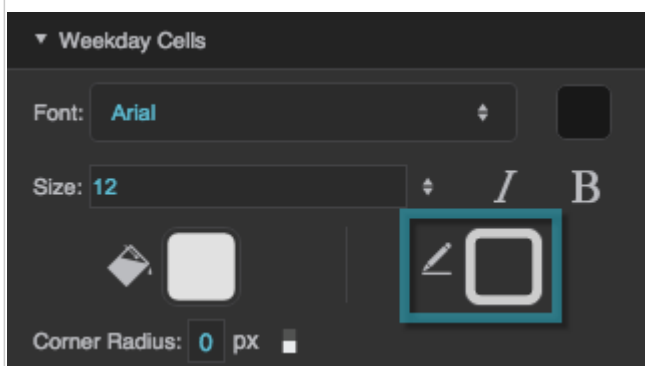 Weekday Cells
Font: Arial
Size: 12 I B
Corner Radius: 0 px